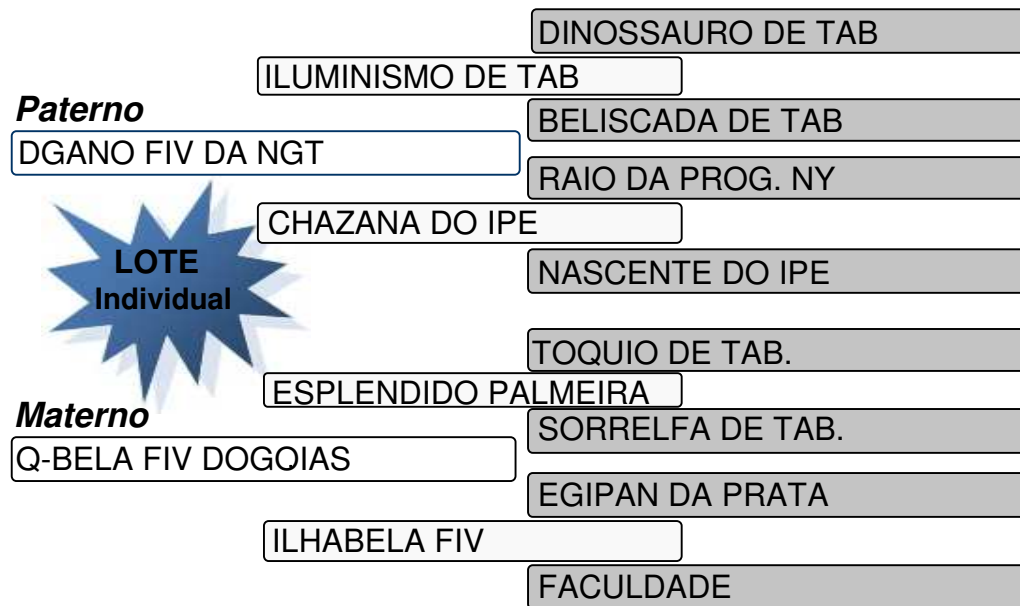 DINOSSAURO DE TAB
ILUMINISMO DE TAB
Paterno
BELISCADA DE TAB
DGANO FIV DA NGT
RAIO DA PROG. NY
CHAZANA DO IPE
LOTE
Individual
NASCENTE DO IPE
TOQUIO DE TAB.
ESPLENDIDO PALMEIRA
Materno
SORRELFA DE TAB.
Q-BELA FIV DOGOIAS
EGIPAN DA PRATA
ILHABELA FIV
FACULDADE